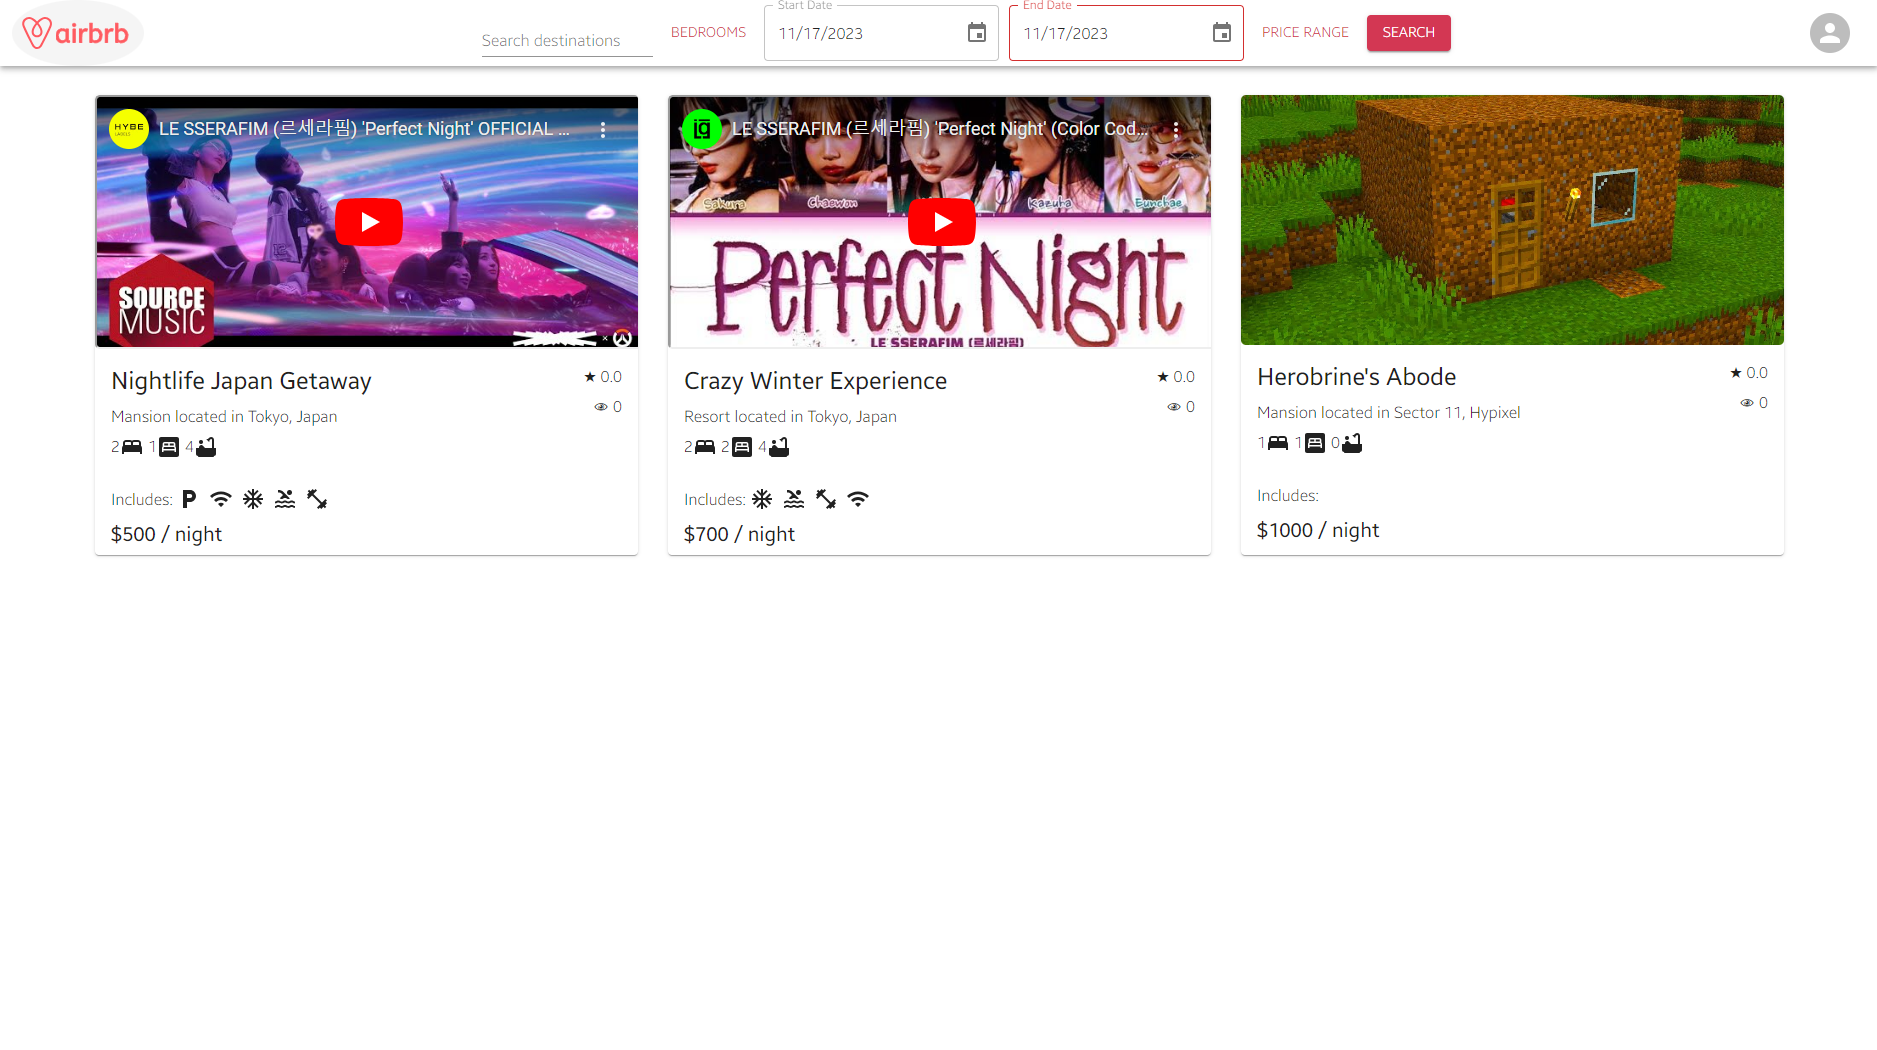 airbrb
Search destinations
BEDROOMS
Start Date
11/17/2023
End Date
11/17/2023
PRICE RANGE
SEARCH
HYBE
LABELS
LE SSERAFIM (르세라핌) 'Perfect Night' OFFICIAL ...
SOURCE
MUSIC
Nightlife Japan Getaway
★ 0.0
Mansion located in Tokyo, Japan
0
2 1 4
Includes:
$500 / night
LE SSERAFIM (르세라핌) 'Perfect Night' (Color Cod...
Sakura Chaewon Kazuha Eunchae
Perfect Night
LE SSERAFIM (르세라핌)
Crazy Winter Experience
★ 0.0
Resort located in Tokyo, Japan
0
2 2 4
Includes:
$700 / night
Herobrine's Abode
★ 0.0
Mansion located in Sector 11, Hypixel
0
1 1 0
Includes:
$1000 / night